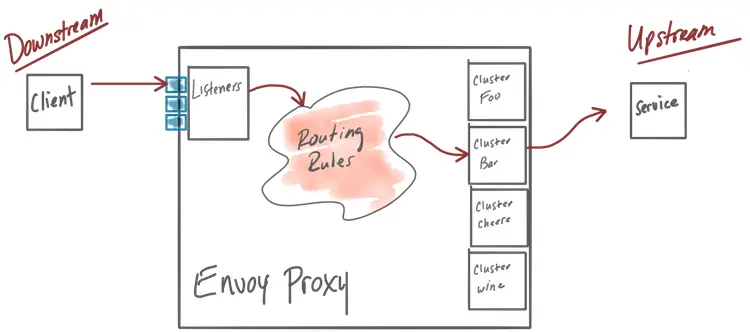 Downstream
Upstream
Client
Listeners
Routing
Rules
Cluster
Foo
Cluster
Bar
Cluster
cheese
Cluster
wine
Service
Envoy Proxy